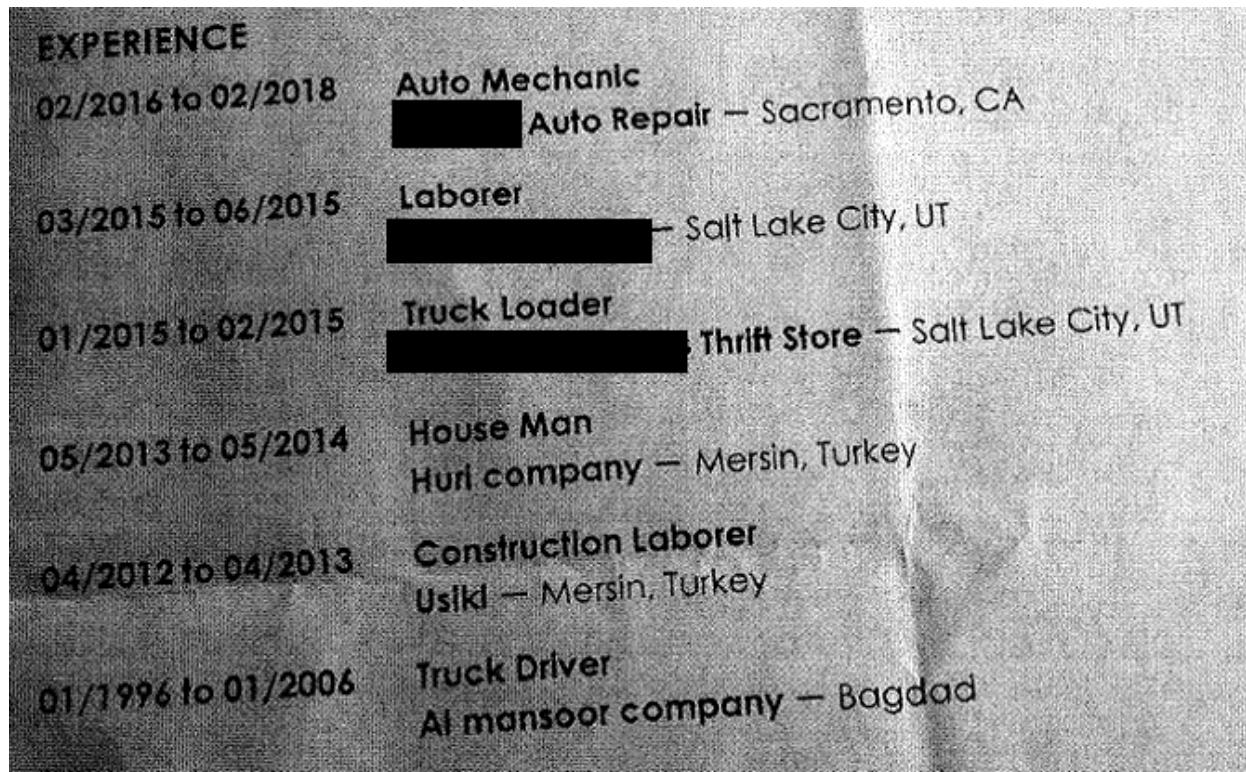 EXPERIENCE
02/2016 to 02/2018 Auto Mechanic
Auto Repair — Sacramento, CA
03/2015 to 06/2015 Laborer
— Salt Lake City, UT
01/2015 to 02/2015 Truck Loader
Thrift Store — Salt Lake City, UT
05/2013 to 05/2014 House Man
Huri company — Mersin, Turkey
04/2012 to 04/2013 Construction Laborer
Usiki — Mersin, Turkey
01/1996 to 01/2006 Truck Driver
Al mansoor company — Bagdad